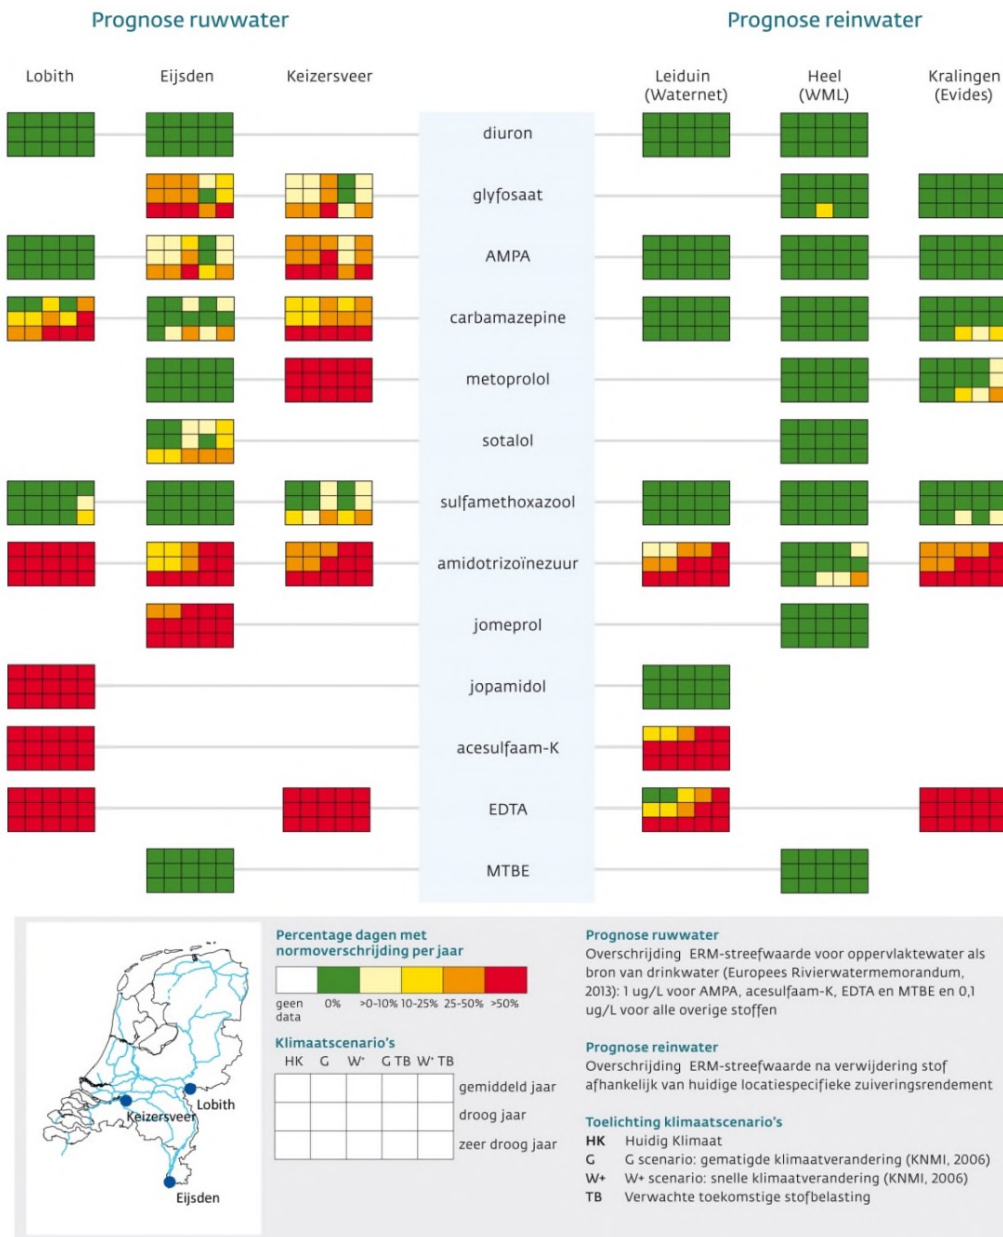 Prognose ruwwater
Prognose reinwater
Lobith
Eijsden
Keizersveer
Leiduin
(Waternet)
Heel
(WML)
Kralingen
(Evides)
diuron
glyfosaat
AMPA
carbamazepine
metoprolol
sotalol
sulfamethoxazool
amidotrizoïnezuur
jomeprol
jopamidol
acesulfaam-K
EDTA
MTBE
Lobith
Keizersveer
Eijsden
Percentage dagen met
normoverschrijding per jaar
geen
data
0%
>0-10%
10-25%
25-50%
>50%
Klimaatscenario's
HK
G
W⁺
G TB
W⁺ TB
gemiddeld jaar
droog jaar
zeer droog jaar
Prognose ruwwater
Overschrijding ERM-streefwaarde voor oppervlaktewater als
bron van drinkwater (Europees Rivierwatermemorandum,
2013): 1 ug/L voor AMPA, acesulfaam-K, EDTA en MTBE en 0,1
ug/L voor alle overige stoffen
Prognose reinwater
Overschrijding ERM-streefwaarde na verwijdering stof
afhankelijk van huidige locatiespecifieke zuiveringsrendement
Toelichting klimaatscenario's
HK Huidig Klimaat
G G scenario: gematigde klimaatverandering (KNMI, 2006)
W+ W+ scenario: snelle klimaatverandering (KNMI, 2006)
TB Verwachte toekomstige stofbelasting